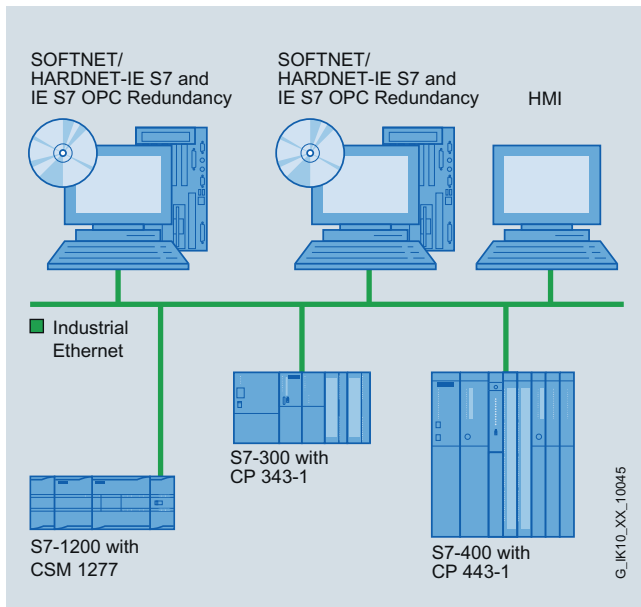 SOFTNET/
HARDNET-IE S7 and
IE S7 OPC Redundancy
SOFTNET/
HARDNET-IE S7 and
IE S7 OPC Redundancy
HMI
Industrial
Ethernet
S7-300 with
CP 343-1
S7-1200 with
CSM 1277
S7-400 with
CP 443-1
G_IK10_XX_10045